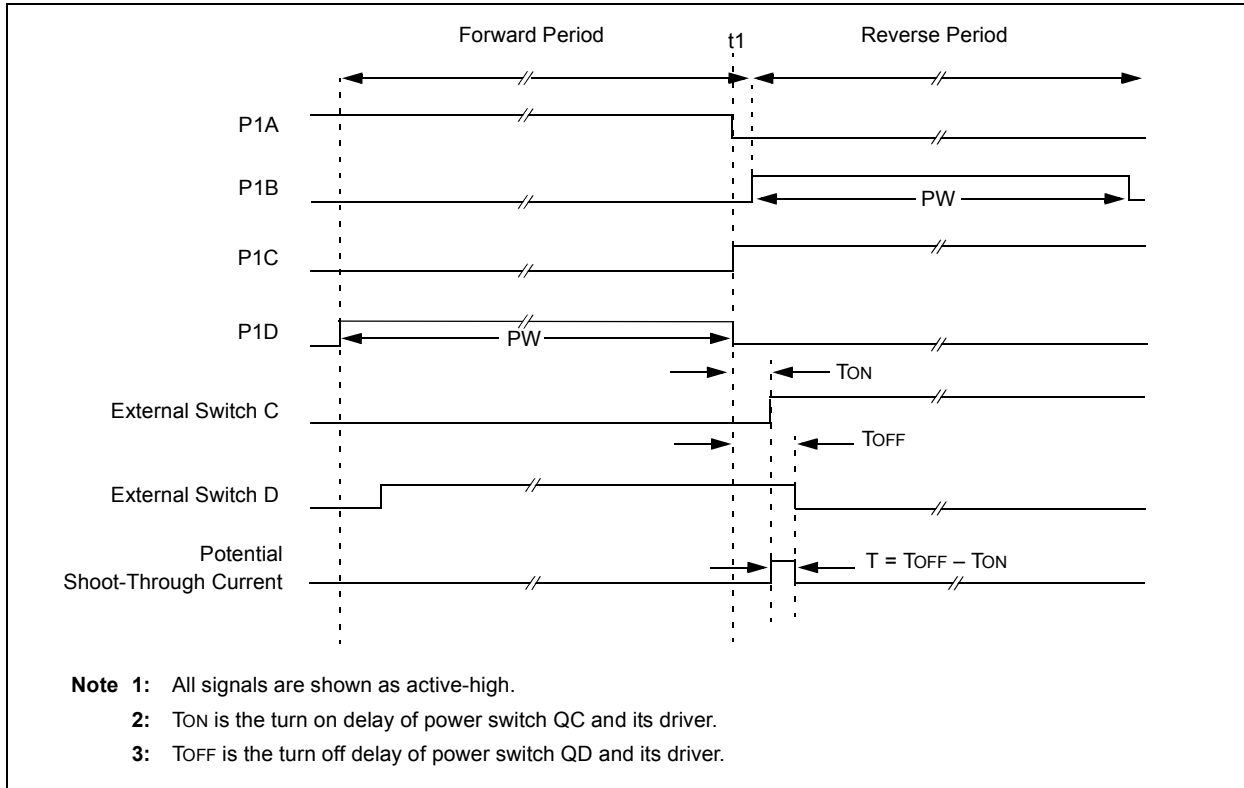 Forward Period t1 Reverse Period
P1A
P1B
PW
P1C
P1D
PW
TON
External Switch C
TOFF
External Switch D
Potential
Shoot-Through Current
T = TOFF – TON
Note 1: All signals are shown as active-high.
2: TON is the turn on delay of power switch QC and its driver.
3: TOFF is the turn off delay of power switch QD and its driver.